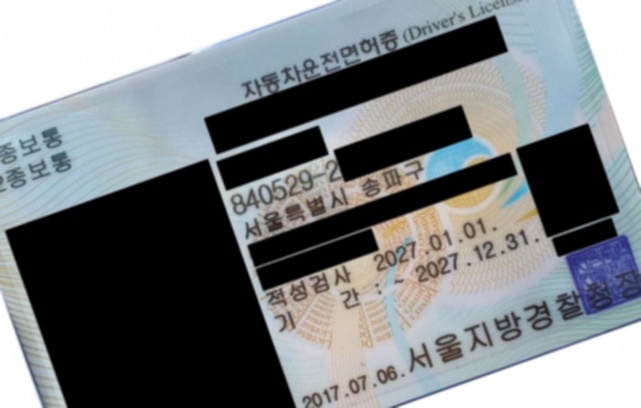 자동차운전면허증 (Driver's License)
종보통
종보통
840529-2
서울특별시 송파구
적성검사 2027.01.01.
기 간 : ~ 2027.12.31.
2017.07.06. 서울지방경찰청장